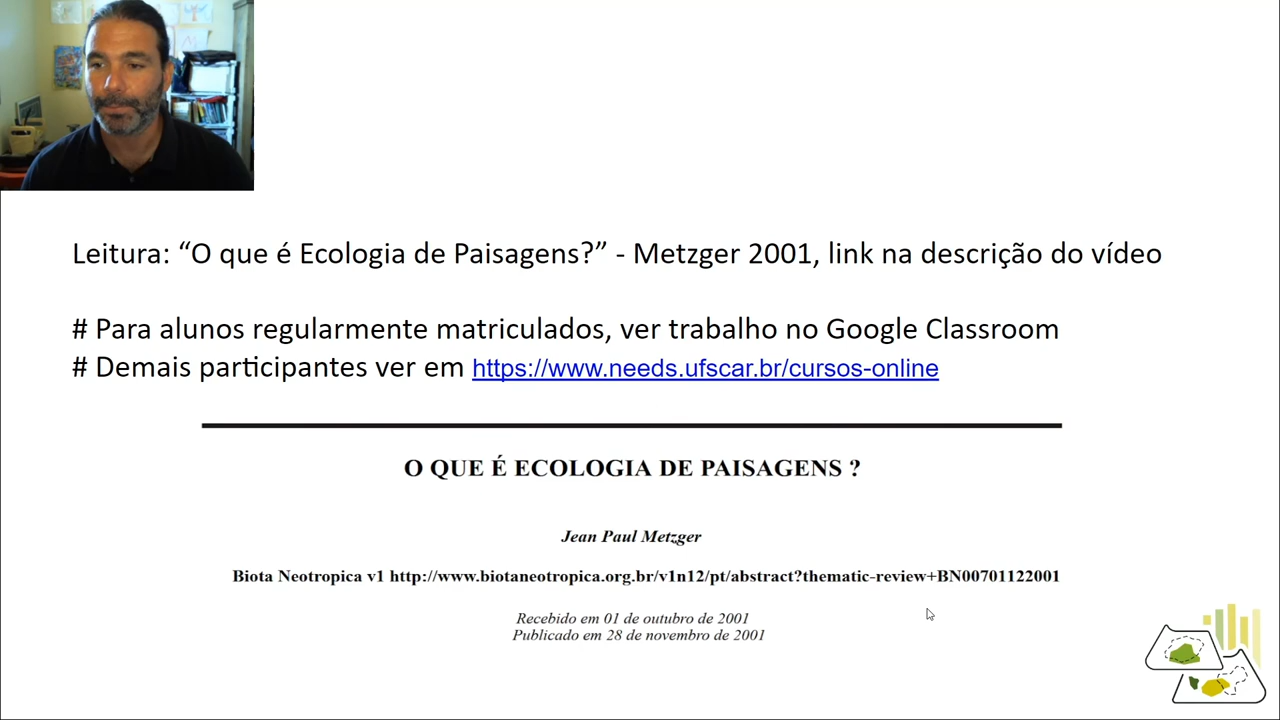 Leitura: “O que é Ecologia de Paisagens?” - Metzger 2001, link na descrição do vídeo
# Para alunos regularmente matriculados, ver trabalho no Google Classroom
# Demais participantes ver em https://www.needs.ufscar.br/cursos-online
O QUE É ECOLOGIA DE PAISAGENS ?
Jean Paul Metzger
Biota Neotropica v1 http://www.biotaneotropica.org.br/v1n12/pt/abstract?thematic-review+BN00701122001
Recebido em 01 de outubro de 2001
Publicado em 28 de novembro de 2001